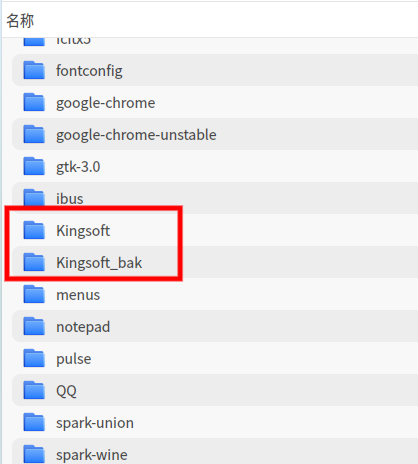 名称
fcitx5
fontconfig
google-chrome
google-chrome-unstable
gtk-3.0
ibus
Kingsoft
Kingsoft_bak
menus
notepad
pulse
QQ
spark-union
spark-wine